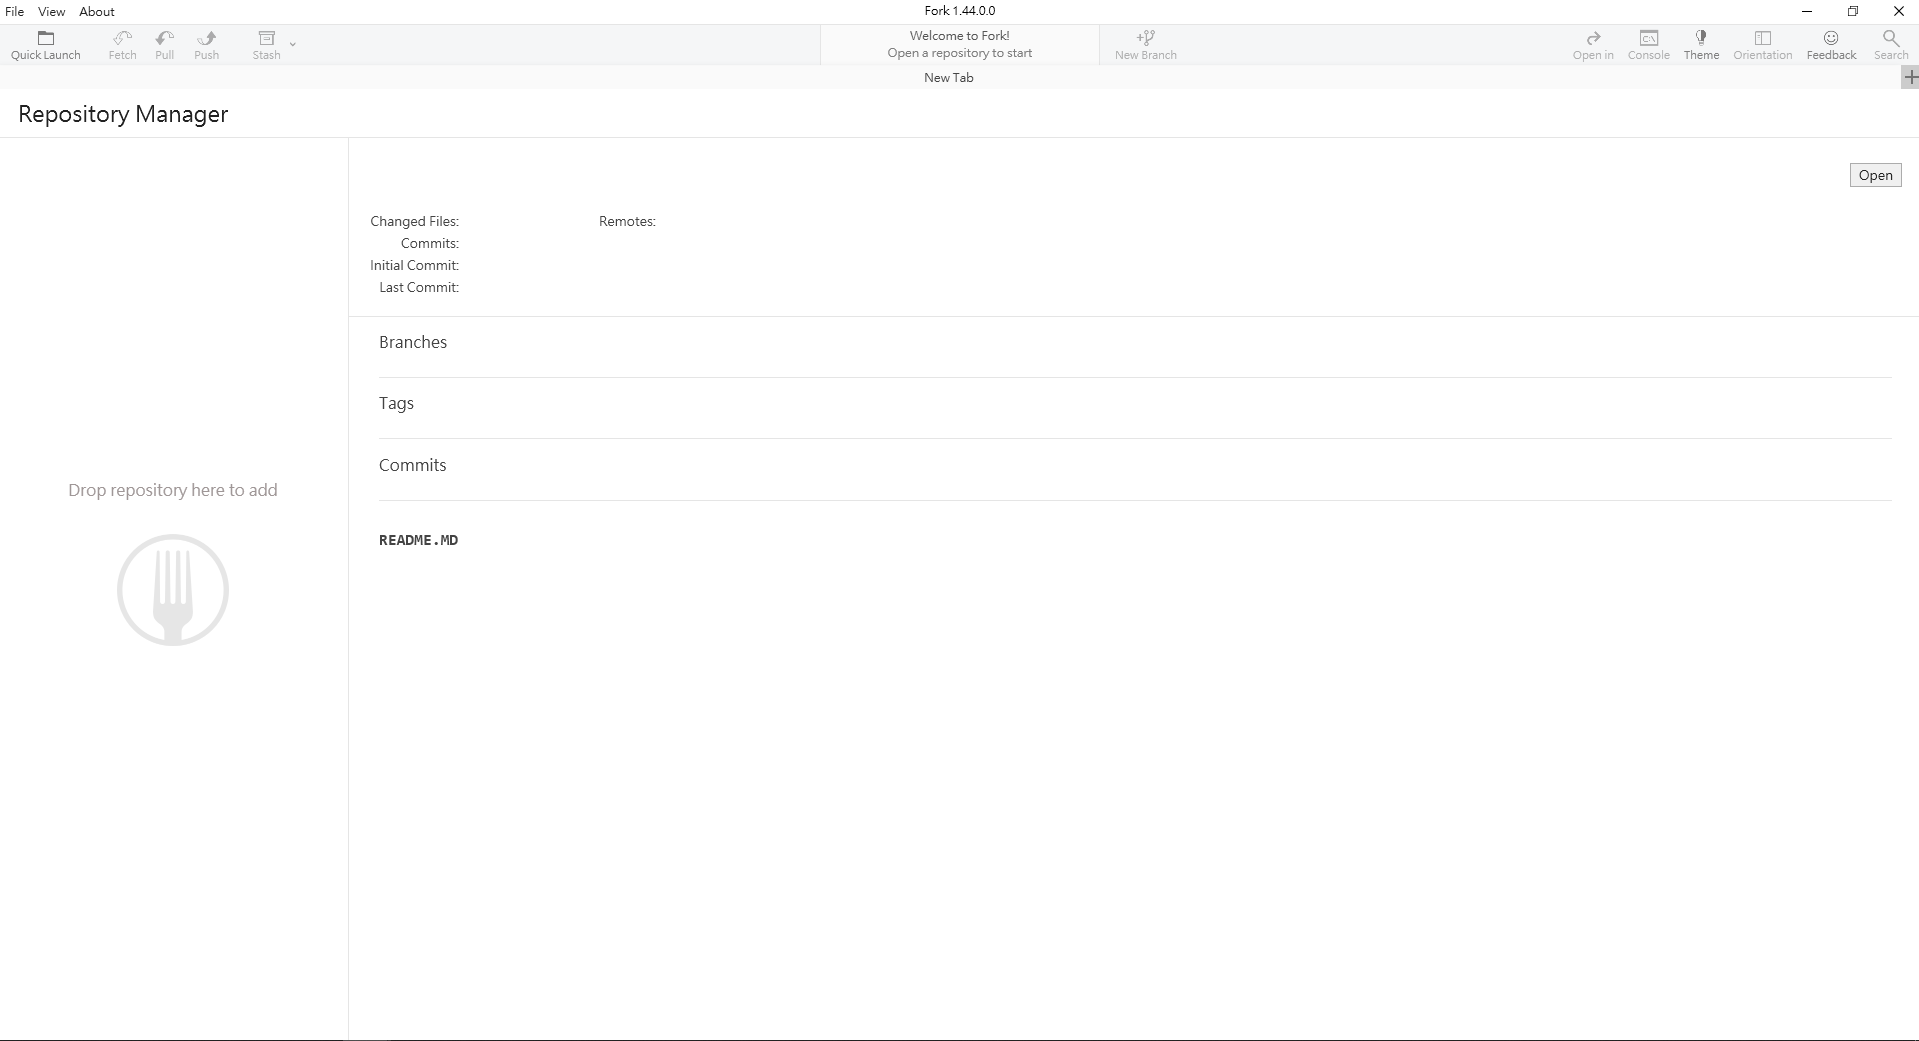 File View About
Fork 1.44.0.0
Quick Launch Fetch Pull Push Stash
Welcome to Fork!
Open a repository to start
New Branch
Open in Console Theme Orientation Feedback Search
New Tab
Repository Manager
Open
Changed Files:
Remotes:
Commits:
Initial Commit:
Last Commit:
Branches
Tags
Commits
Drop repository here to add
README.MD